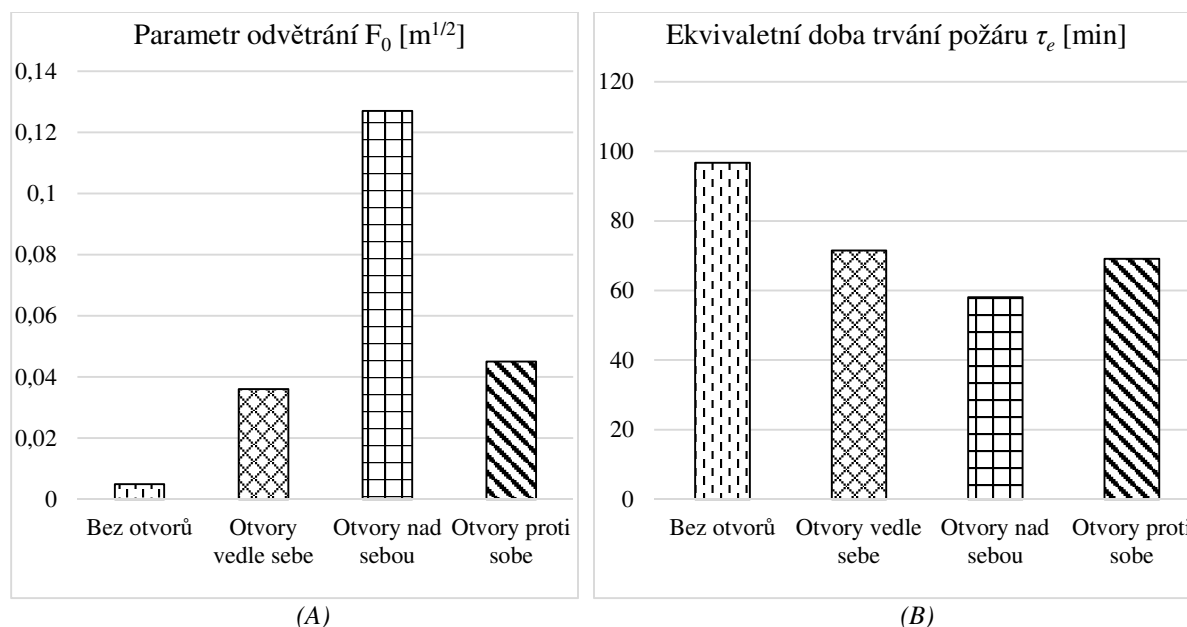 Parametr odvětrání F₀ [m^1/2]
0,14
0,12
0,1
0,08
0,06
0,04
0,02
0
Bez otvorů
Otvory vedle sebe
Otvory nad sebou
Otvory proti sobe
(A)
Ekvivaletní doba trvání požáru τₑ [min]
120
100
80
60
40
20
0
Bez otvorů
Otvory vedle sebe
Otvory nad sebou
Otvory proti sobe
(B)